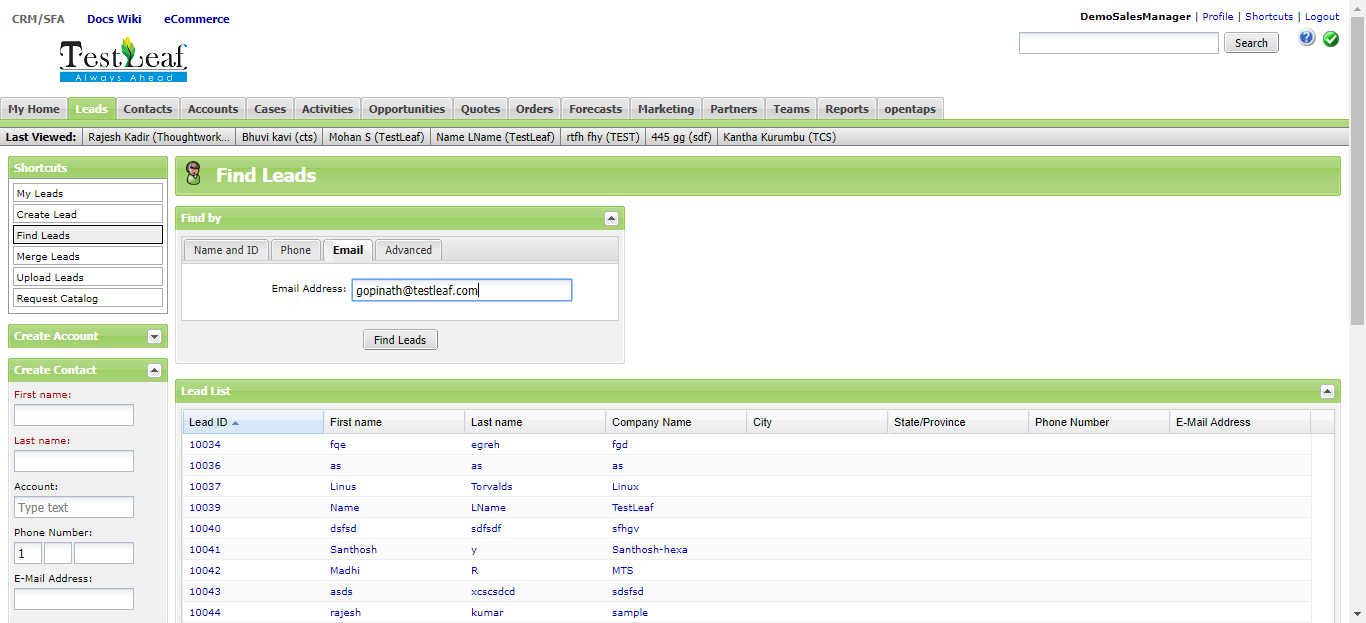 CRM/SFA Docs Wiki eCommerce
DemoSalesManager | Profile | Shortcuts | Logout
TestLeaf
Always Ahead
Search
My Home Leads Contacts Accounts Cases Activities Opportunities Quotes Orders Forecasts Marketing Partners Teams Reports opentaps
Last Viewed: Rajesh Kadir (Thoughtwork... Bhuvi kavi (cts) Mohan S (TestLeaf) Name LName (TestLeaf) rtfh fhy (TEST) 445 gg (sdf) Kantha Kurumbu (TCS)
Shortcuts
My Leads
Create Lead
Find Leads
Merge Leads
Upload Leads
Request Catalog
Create Account
Create Contact
First name:
Last name:
Account:
Type text
Phone Number:
1
E-Mail Address:
Find Leads
Find by
Name and ID Phone Email Advanced
Email Address: gopinath@testleaf.com
Find Leads
Lead List
Lead ID First name Last name Company Name City State/Province Phone Number E-Mail Address
10034 fqe egreh fgd
10036 as as as
10037 Linus Torvalds Linux
10039 Name LName TestLeaf
10040 dsfsd sdfsdf sfhgv
10041 Santhosh y Santhosh-hexa
10042 Madhi R MTS
10043 asds xcscsdcd sdsfsd
10044 rajesh kumar sample